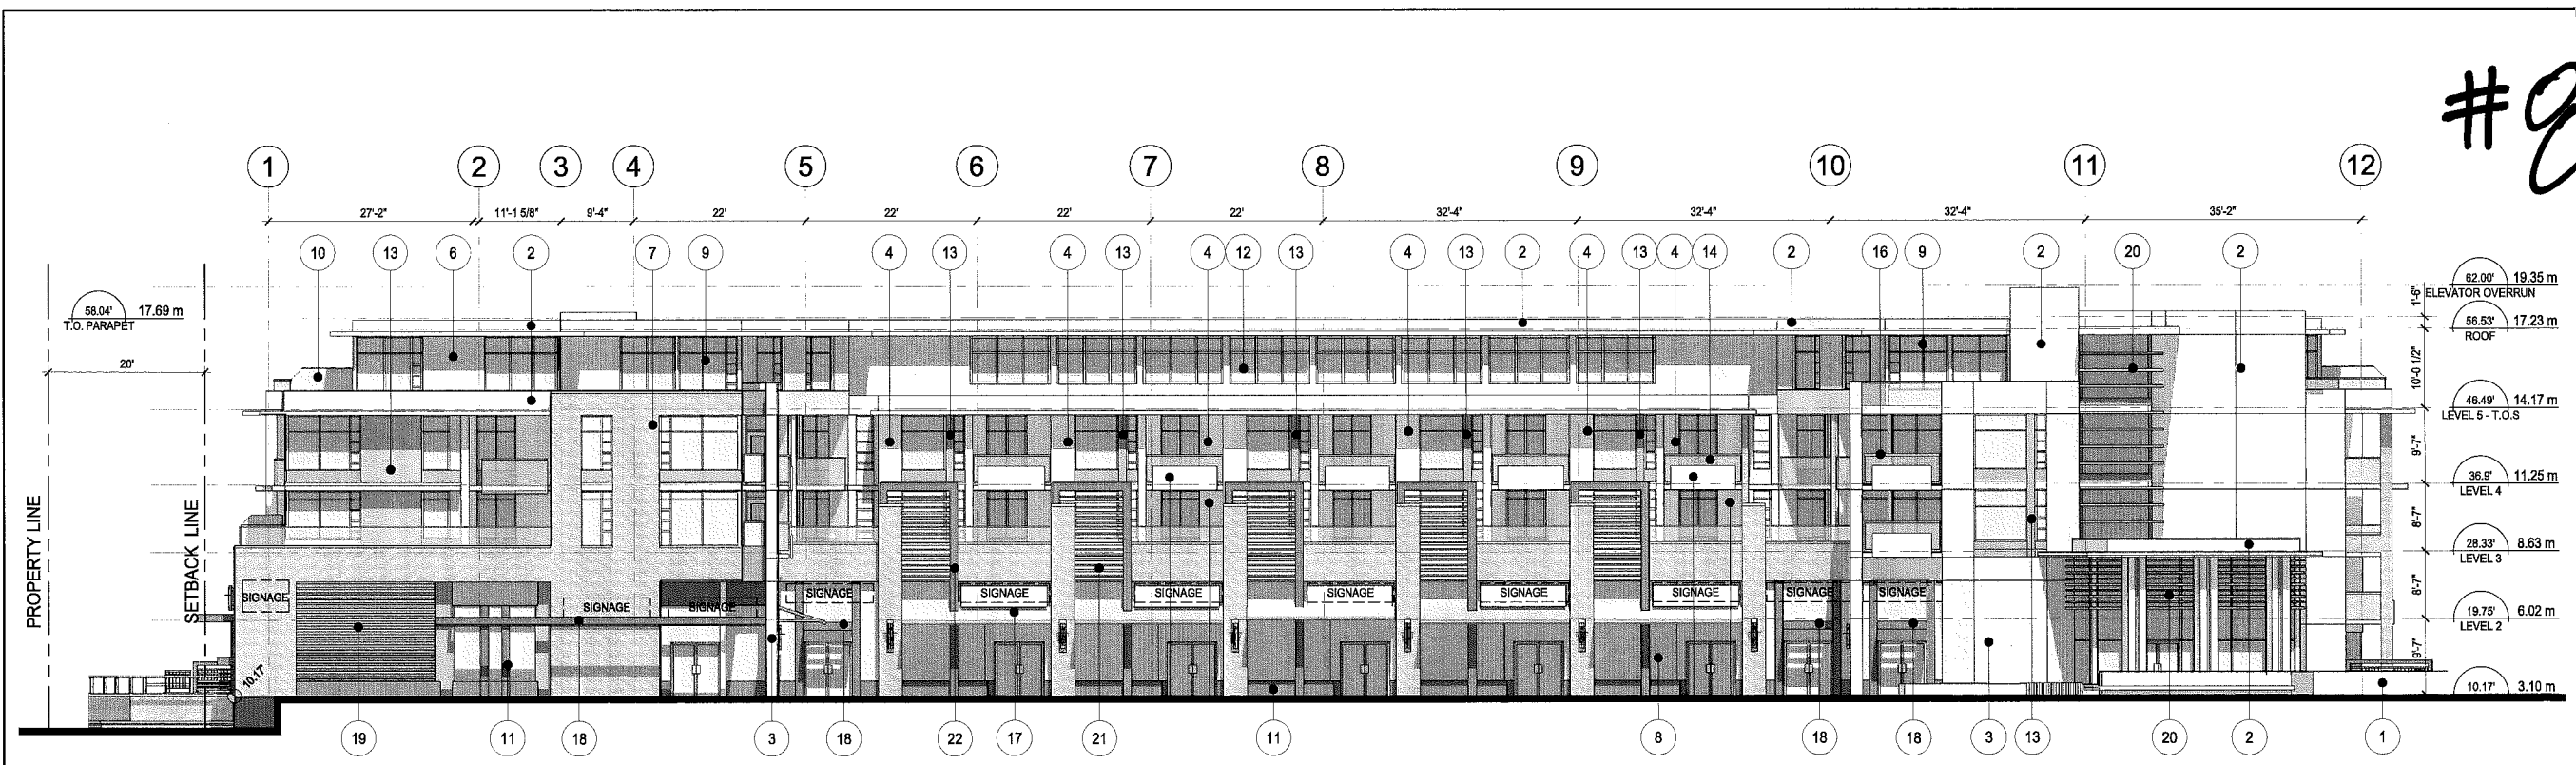 #8
1 2 3 4 5 6 7 8 9 10 11 12
27'-2" 11'-1 5/8" 9'-4" 22' 22' 22' 22' 32'-4" 32'-4" 32'-4" 35'-2"
10 13 6 2 7 9 4 13 4 13 4 12 13 4 13 2 4 13 4 14 2 16 9 2 20 2
58.04' 17.69 m
T.O. PARAPET
20'
PROPERTY LINE
SETBACK LINE
62.00' 19.35 m
ELEVATOR OVERRUN
1'-6"
56.53' 17.23 m
ROOF
10'-0 1/2"
46.49' 14.17 m
LEVEL 5 - T.O.S
9'-7"
36.9' 11.25 m
LEVEL 4
8'-7"
28.33' 8.63 m
LEVEL 3
8'-7"
19.75' 6.02 m
LEVEL 2
9'-7"
10.17' 3.10 m
SIGNAGE SIGNAGE SIGNAGE SIGNAGE SIGNAGE SIGNAGE SIGNAGE SIGNAGE SIGNAGE SIGNAGE SIGNAGE
10.17'
19 11 18 3 18 22 17 21 11 8 18 18 3 13 20 2 1